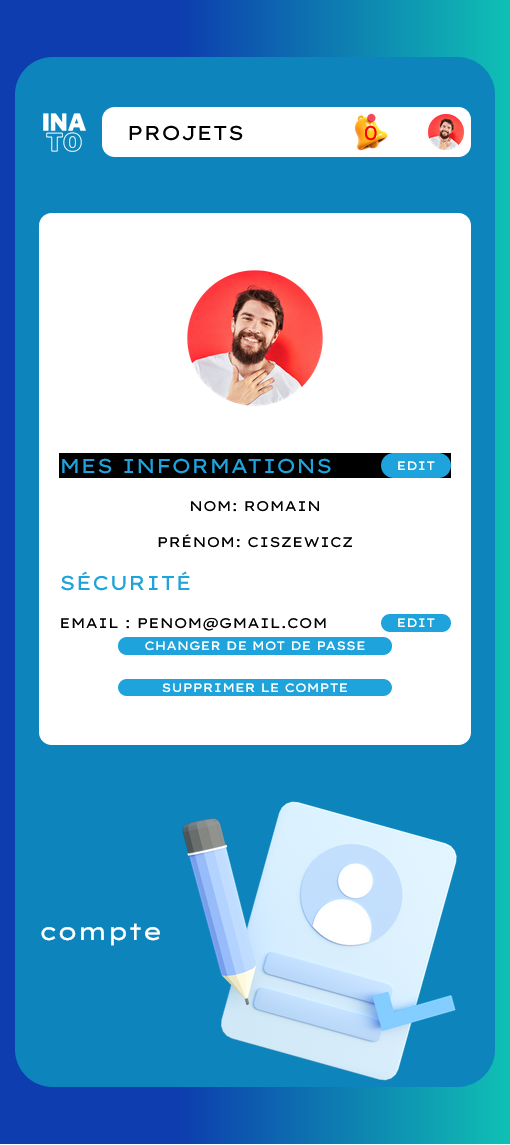 INA
TO
PROJETS
0
MES INFORMATIONS EDIT
NOM: ROMAIN
PRÉNOM: CISZEWICZ
SÉCURITÉ
EMAIL : PENOM@GMAIL.COM EDIT
CHANGER DE MOT DE PASSE
SUPPRIMER LE COMPTE
compte